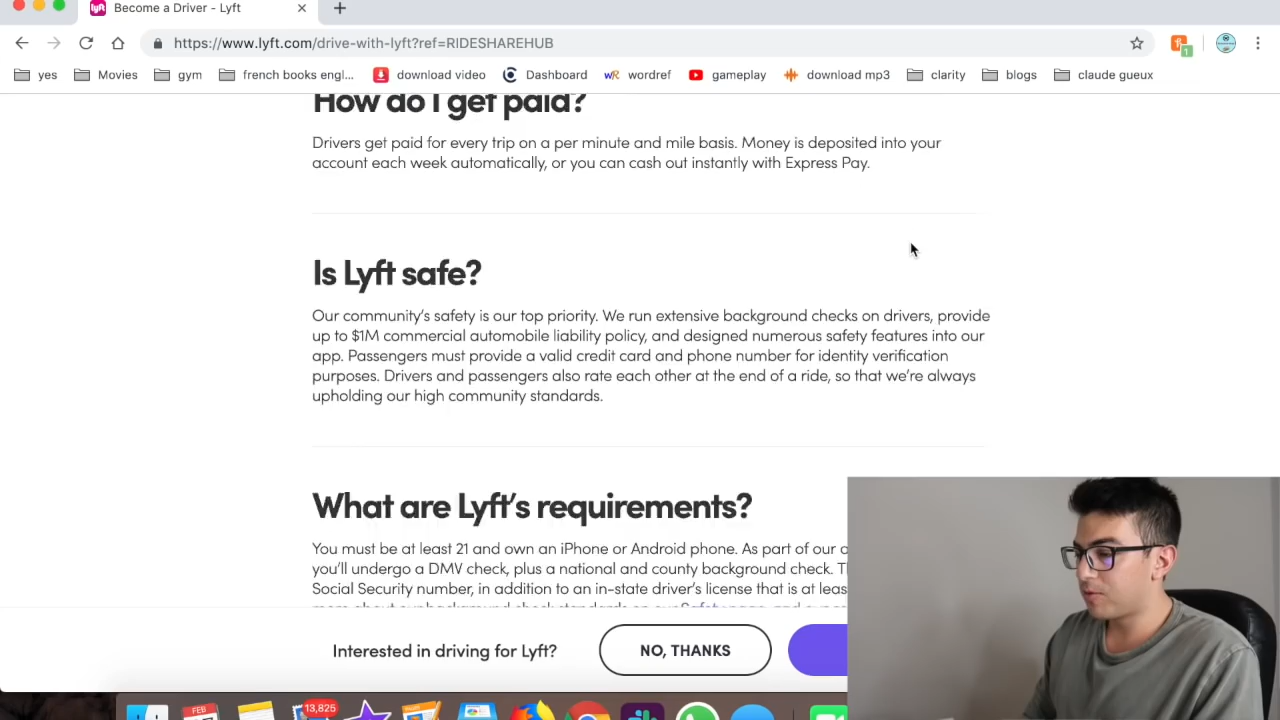 Become a Driver - Lyft
https://www.lyft.com/drive-with-lyft?ref=RIDESHAREHUB
1
yes Movies gym french books engl... download video Dashboard wR wordref gameplay download mp3 clarity blogs claude gueux
How do I get paid?
Drivers get paid for every trip on a per minute and mile basis. Money is deposited into your
account each week automatically, or you can cash out instantly with Express Pay.
Is Lyft safe?
Our community's safety is our top priority. We run extensive background checks on drivers, provide
up to $1M commercial automobile liability policy, and designed numerous safety features into our
app. Passengers must provide a valid credit card and phone number for identity verification
purposes. Drivers and passengers also rate each other at the end of a ride, so that we're always
upholding our high community standards.
What are Lyft's requirements?
You must be at least 21 and own an iPhone or Android phone. As part of our a
you'll undergo a DMV check, plus a national and county background check. T
Social Security number, in addition to an in-state driver's license that is at leas
Interested in driving for Lyft?
NO, THANKS
FEB
13,825